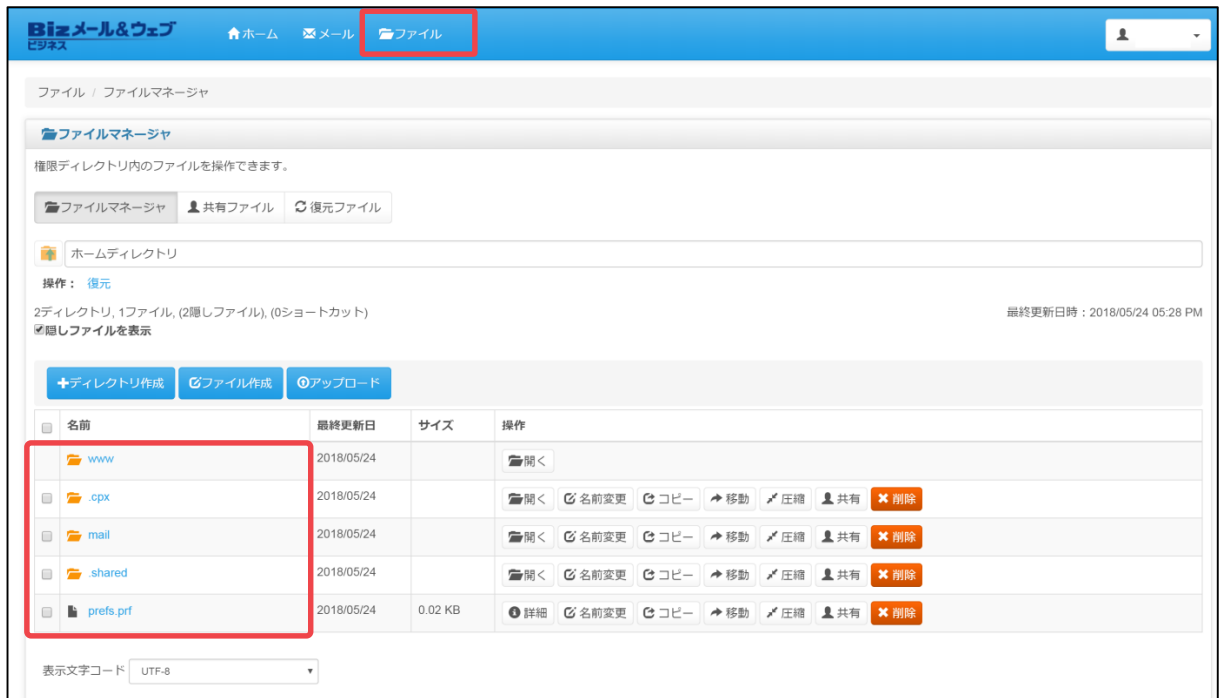 Bizメール&ウェブ
ビジネス
ホーム メール ファイル
ファイル / ファイルマネージャ
ファイルマネージャ
権限ディレクトリ内のファイルを操作できます。
ファイルマネージャ 共有ファイル 復元ファイル
ホームディレクトリ
操作： 復元
2ディレクトリ, 1ファイル, (2隠しファイル), (0ショートカット) 最終更新日時：2018/05/24 05:28 PM
隠しファイルを表示
ディレクトリ作成 ファイル作成 アップロード
名前 最終更新日 サイズ 操作
www 2018/05/24 開く
.cpx 2018/05/24 開く 名前変更 コピー 移動 圧縮 共有 削除
mail 2018/05/24 開く 名前変更 コピー 移動 圧縮 共有 削除
.shared 2018/05/24 開く 名前変更 コピー 移動 圧縮 共有 削除
prefs.prf 2018/05/24 0.02 KB 詳細 名前変更 コピー 移動 圧縮 共有 削除
表示文字コード UTF-8